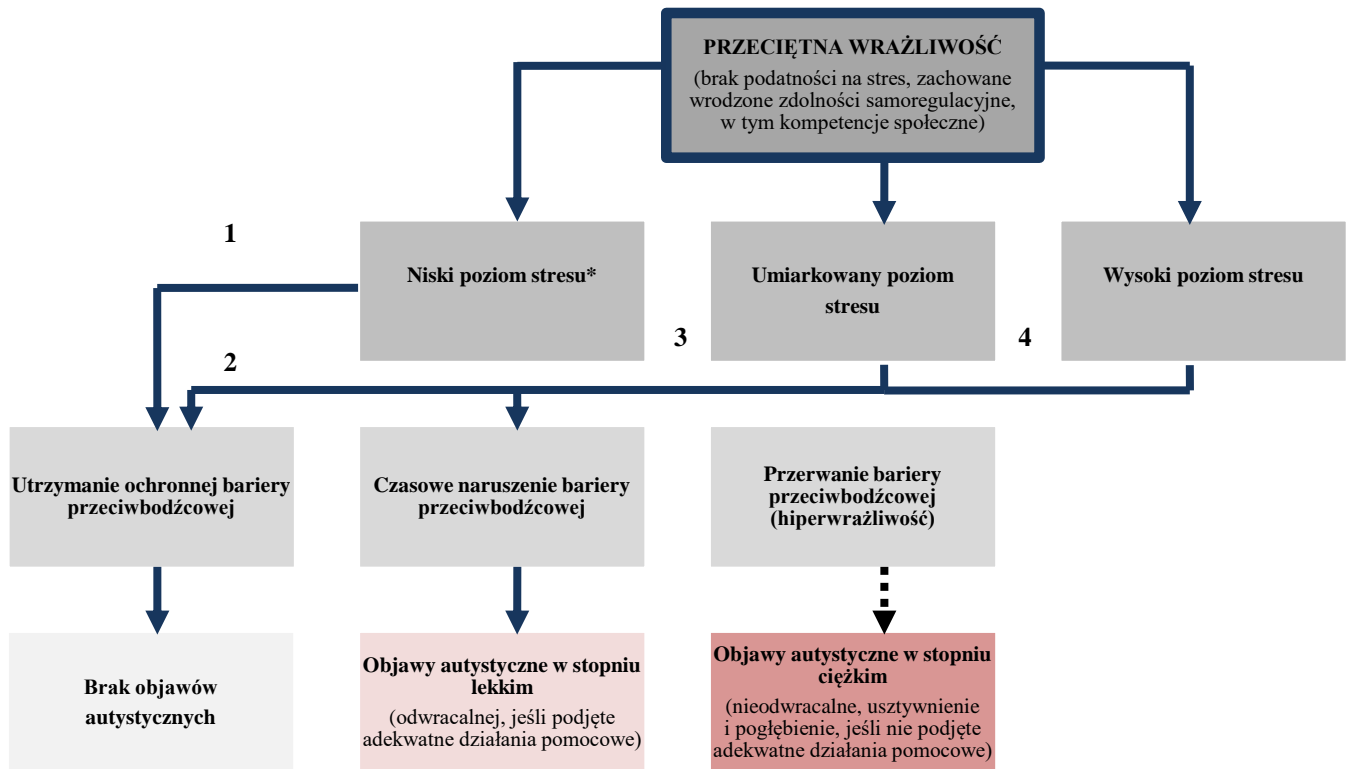 PRZECIĘTNA WRAŻLIWOŚĆ
(brak podatności na stres, zachowane
wrodzone zdolności samoregulacyjne,
w tym kompetencje społeczne)
1
Niski poziom stresu*
Umiarkowany poziom
stresu
Wysoki poziom stresu
3
4
2
Utrzymanie ochronnej bariery
przeciwbodźcowej
Czasowe naruszenie bariery
przeciwbodźcowej
Przerwanie bariery
przeciwbodźcowej
(hiperwrażliwość)
Brak objawów
autystycznych
Objawy autystyczne w stopniu
lekkim
(odwracalnej, jeśli podjęte
adekwatne działania pomocowe)
Objawy autystyczne w stopniu
ciężkim
(nieodwracalne, usztywnienie
i pogłębienie, jeśli nie podjęte
adekwatne działania pomocowe)